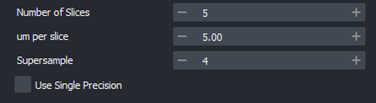 Number of Slices − 5 +
um per slice − 5.00 +
Supersample − 4 +
Use Single Precision